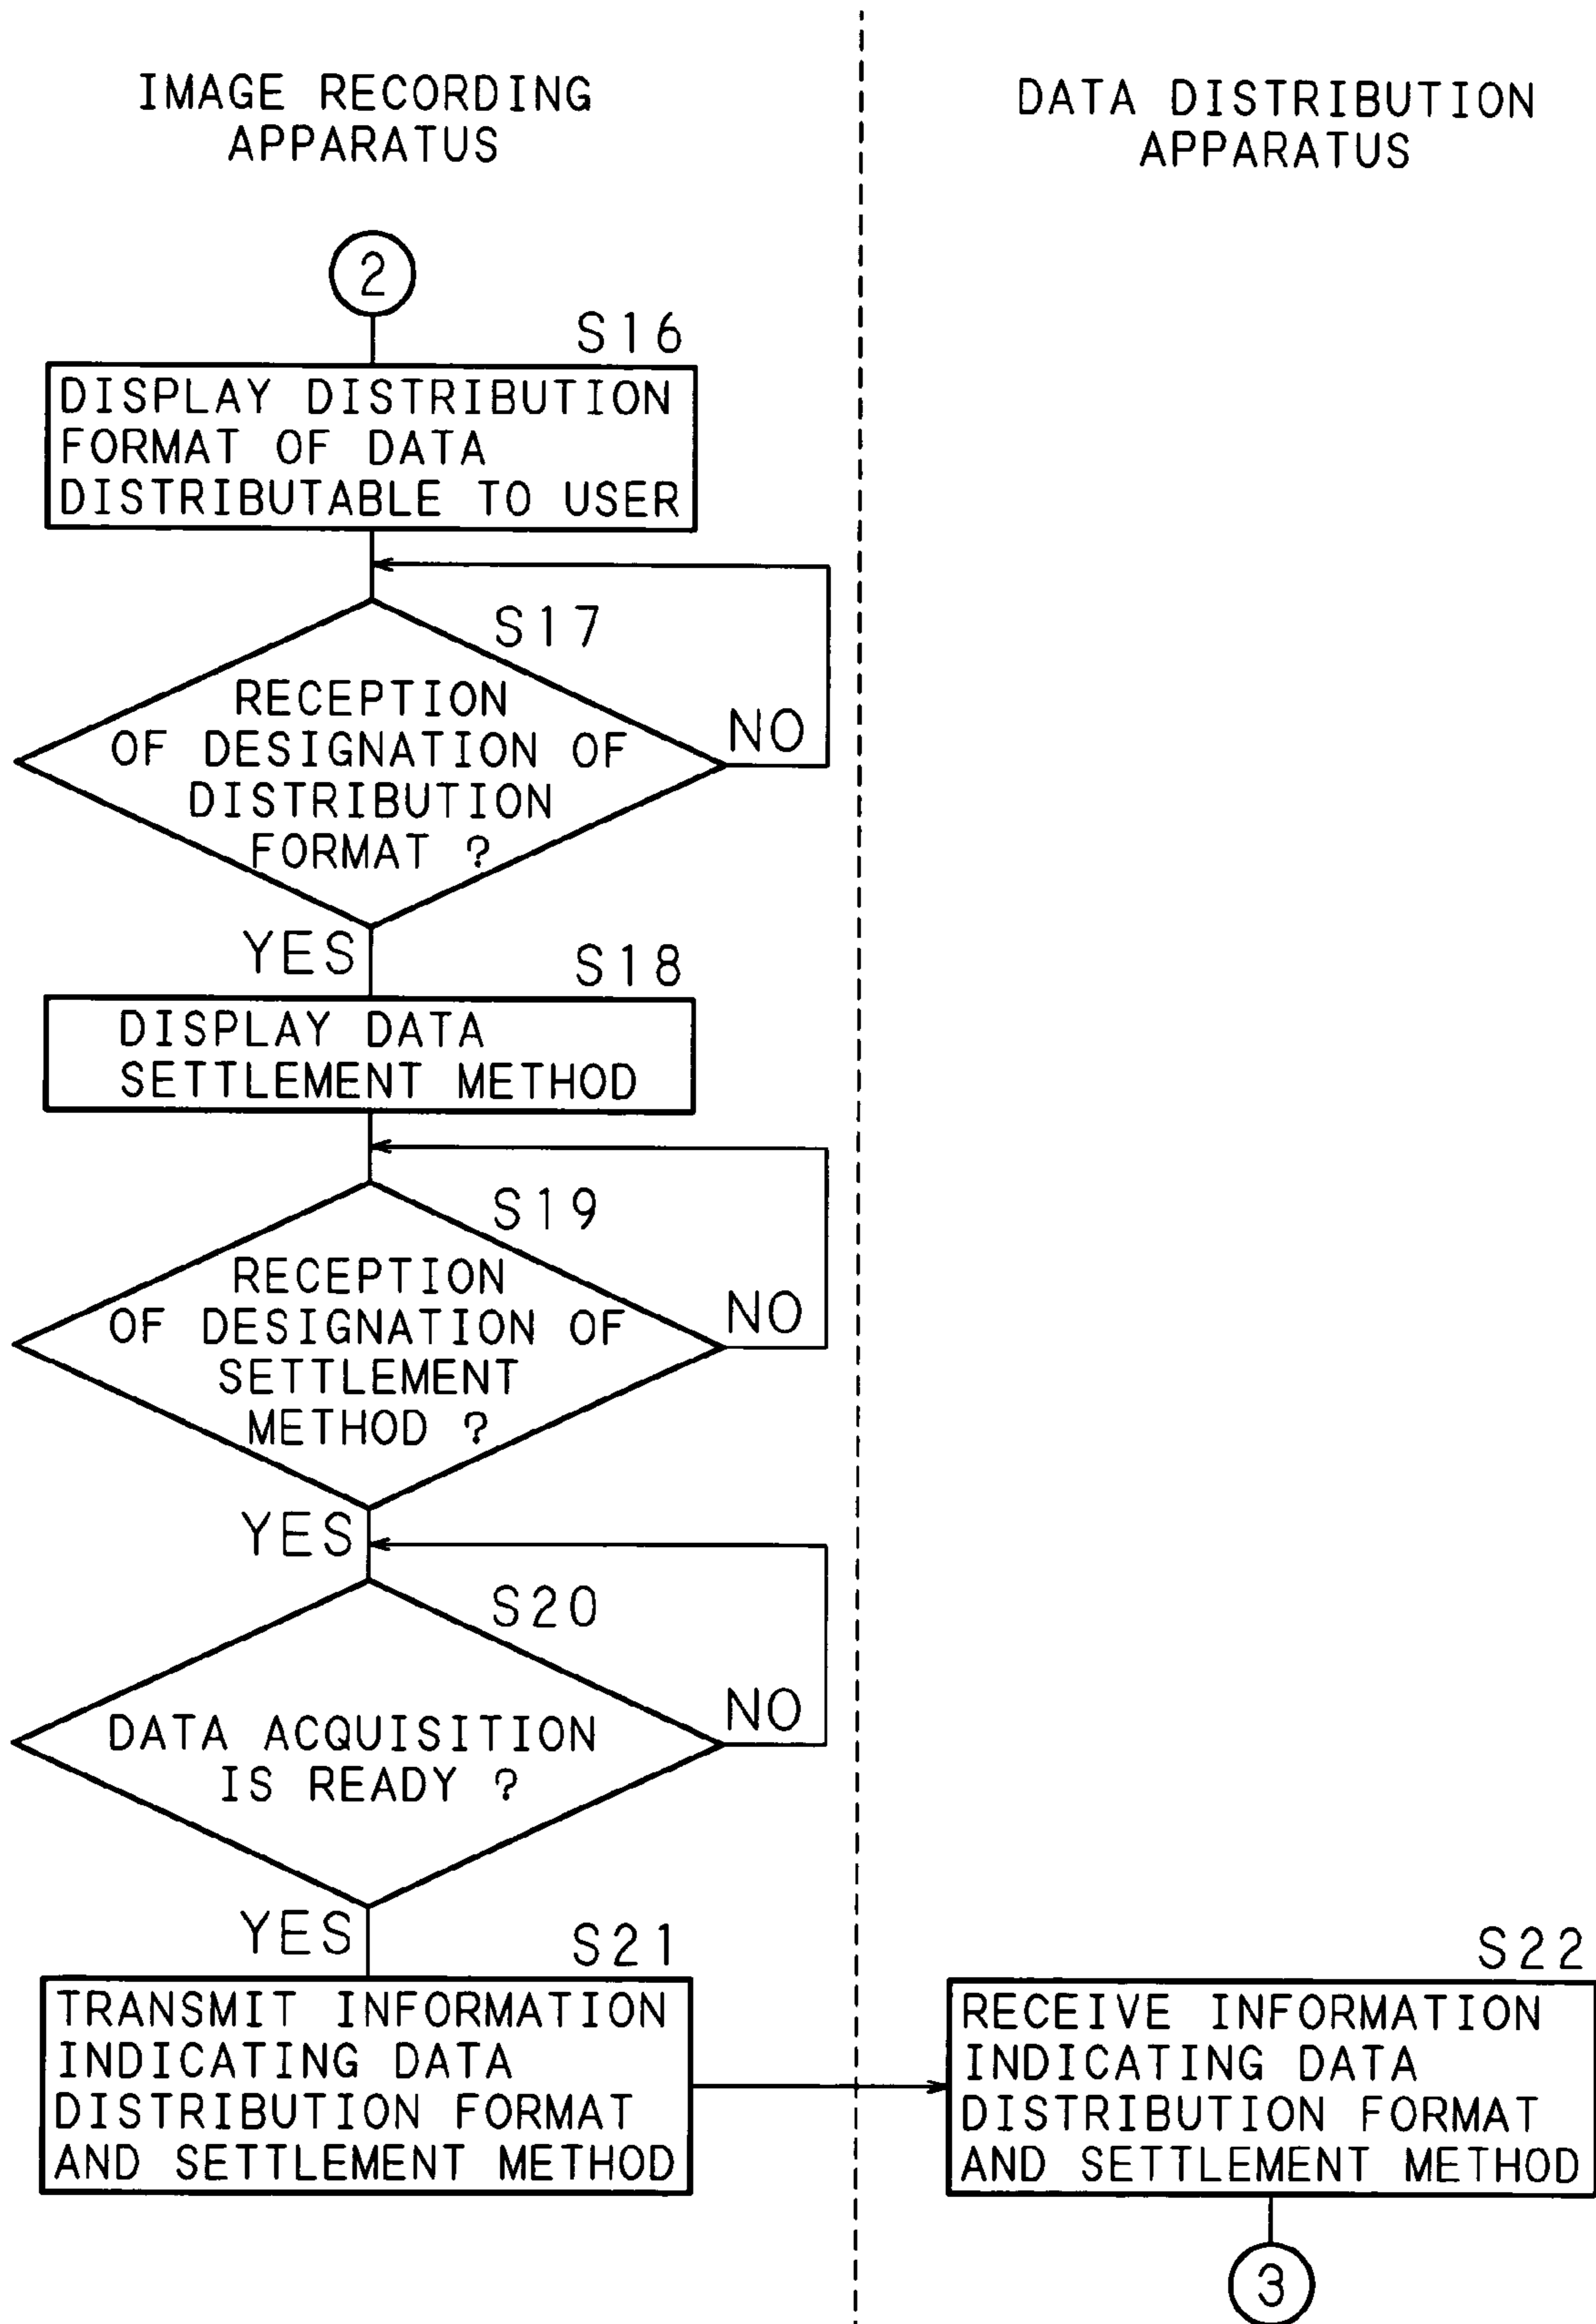 IMAGE RECORDING
APPARATUS
DATA DISTRIBUTION
APPARATUS
2
S16
DISPLAY DISTRIBUTION
FORMAT OF DATA
DISTRIBUTABLE TO USER
S17
RECEPTION
OF DESIGNATION OF
DISTRIBUTION
FORMAT ?
NO
YES
S18
DISPLAY DATA
SETTLEMENT METHOD
S19
RECEPTION
OF DESIGNATION OF
SETTLEMENT
METHOD ?
NO
YES
S20
DATA ACQUISITION
IS READY ?
NO
YES
S21
TRANSMIT INFORMATION
INDICATING DATA
DISTRIBUTION FORMAT
AND SETTLEMENT METHOD
S22
RECEIVE INFORMATION
INDICATING DATA
DISTRIBUTION FORMAT
AND SETTLEMENT METHOD
3